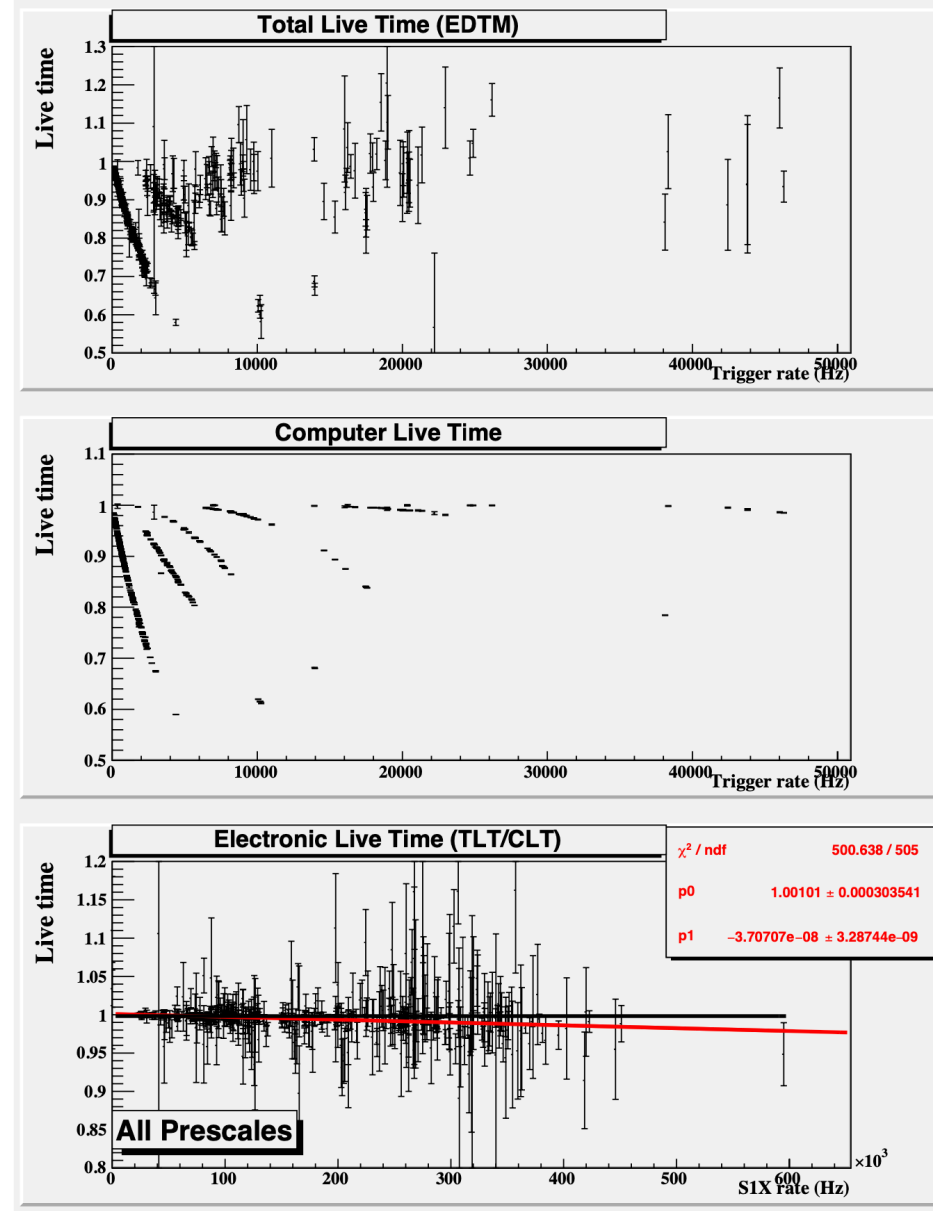 Total Live Time (EDTM)
Live time
1.3
1.2
1.1
1
0.9
0.8
0.7
0.6
0.5
0 10000 20000 30000 40000 50000
Trigger rate (Hz)
Computer Live Time
Live time
1.1
1
0.9
0.8
0.7
0.6
0.5
0 10000 20000 30000 40000 50000
Trigger rate (Hz)
Electronic Live Time (TLT/CLT)
χ² / ndf 500.638 / 505
p0 1.00101 ± 0.000303541
p1 −3.70707e−08 ± 3.28744e−09
Live time
1.2
1.15
1.1
1.05
1
0.95
0.9
0.85
0.8
All Prescales
0 100 200 300 400 500 600
×10³
S1X rate (Hz)